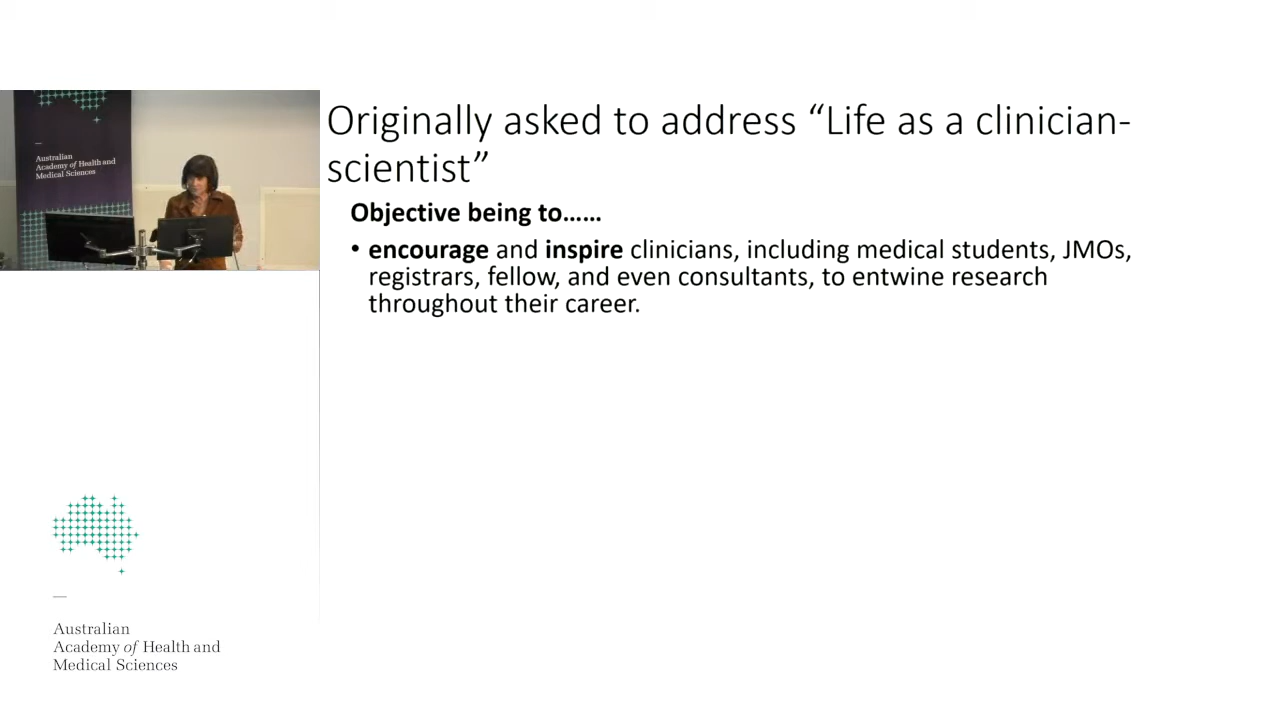 Australian
Academy of Health and
Medical Sciences
Originally asked to address “Life as a clinician-
scientist”
Objective being to……
• encourage and inspire clinicians, including medical students, JMOs,
registrars, fellow, and even consultants, to entwine research
throughout their career.
Australian
Academy of Health and
Medical Sciences